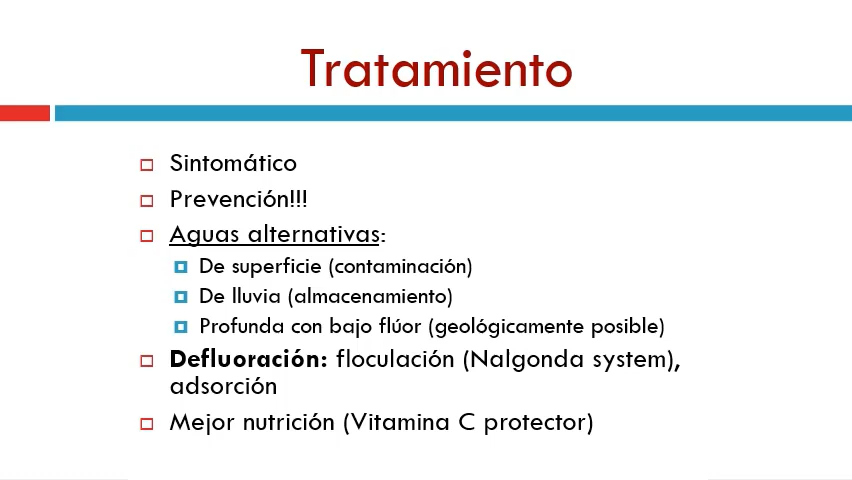 Tratamiento
Sintomático
Prevención!!!
Aguas alternativas:
De superficie (contaminación)
De lluvia (almacenamiento)
Profunda con bajo flúor (geológicamente posible)
Defluoración: floculación (Nalgonda system),
adsorción
Mejor nutrición (Vitamina C protector)